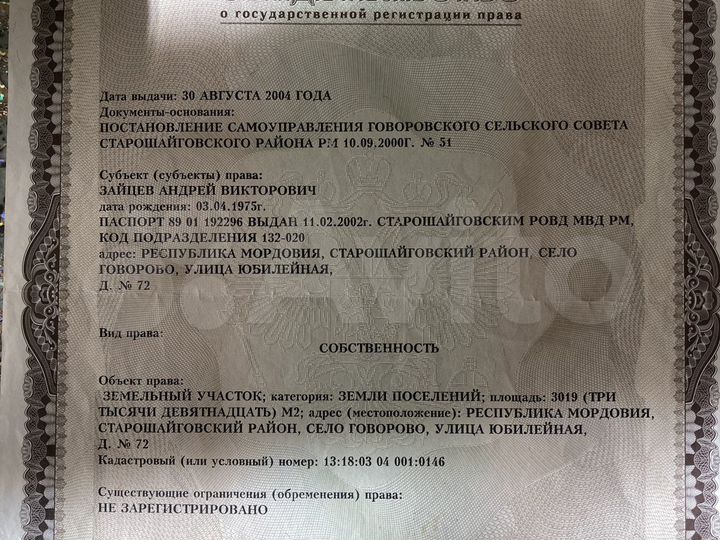 о государственной регистрации права
Дата выдачи: 30 АВГУСТА 2004 ГОДА
Документы-основания:
ПОСТАНОВЛЕНИЕ САМОУПРАВЛЕНИЯ ГОВОРОВСКОГО СЕЛЬСКОГО СОВЕТА
СТАРОШАЙГОВСКОГО РАЙОНА РМ 10.09.2000Г. № 51
Субъект (субъекты) права:
ЗАЙЦЕВ АНДРЕЙ ВИКТОРОВИЧ
дата рождения: 03.04.1975г.
ПАСПОРТ 89 01 192296 ВЫДАН 11.02.2002г. СТАРОШАЙГОВСКИМ РОВД МВД РМ,
КОД ПОДРАЗДЕЛЕНИЯ 132-020
адрес: РЕСПУБЛИКА МОРДОВИЯ, СТАРОШАЙГОВСКИЙ РАЙОН, СЕЛО
ГОВОРОВО, УЛИЦА ЮБИЛЕЙНАЯ,
Д. № 72
Вид права:
СОБСТВЕННОСТЬ
Объект права:
ЗЕМЕЛЬНЫЙ УЧАСТОК; категория: ЗЕМЛИ ПОСЕЛЕНИЙ; площадь: 3019 (ТРИ
ТЫСЯЧИ ДЕВЯТНАДЦАТЬ) М2; адрес (местоположение): РЕСПУБЛИКА МОРДОВИЯ,
СТАРОШАЙГОВСКИЙ РАЙОН, СЕЛО ГОВОРОВО, УЛИЦА ЮБИЛЕЙНАЯ,
Д. № 72
Кадастровый (или условный) номер: 13:18:03 04 001:0146
Существующие ограничения (обременения) права:
НЕ ЗАРЕГИСТРИРОВАНО
Avito